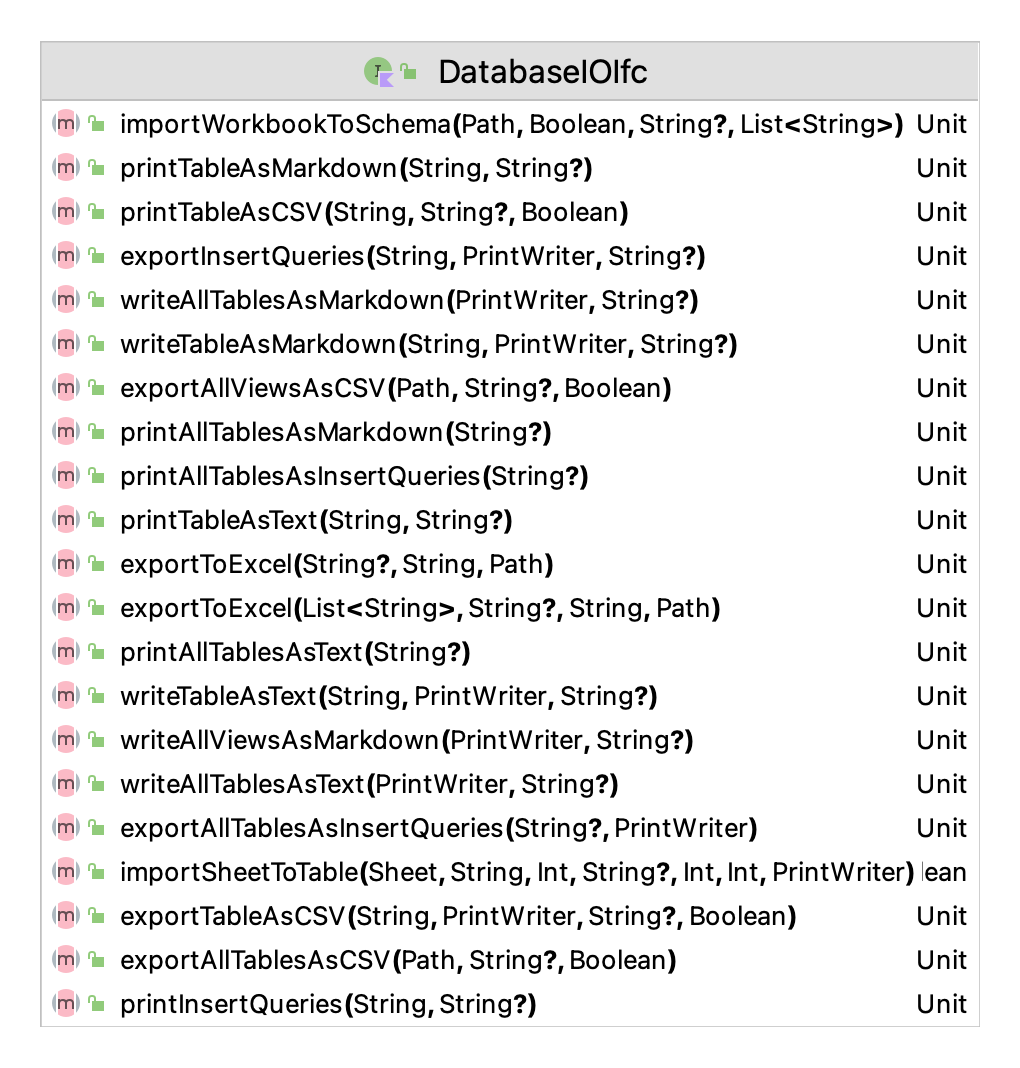 DatabaseIOIfc
importWorkbookToSchema(Path, Boolean, String?, List<String>) Unit
printTableAsMarkdown(String, String?) Unit
printTableAsCSV(String, String?, Boolean) Unit
exportInsertQueries(String, PrintWriter, String?) Unit
writeAllTablesAsMarkdown(PrintWriter, String?) Unit
writeTableAsMarkdown(String, PrintWriter, String?) Unit
exportAllViewsAsCSV(Path, String?, Boolean) Unit
printAllTablesAsMarkdown(String?) Unit
printAllTablesAsInsertQueries(String?) Unit
printTableAsText(String, String?) Unit
exportToExcel(String?, String, Path) Unit
exportToExcel(List<String>, String?, String, Path) Unit
printAllTablesAsText(String?) Unit
writeTableAsText(String, PrintWriter, String?) Unit
writeAllViewsAsMarkdown(PrintWriter, String?) Unit
writeAllTablesAsText(PrintWriter, String?) Unit
exportAllTablesAsInsertQueries(String?, PrintWriter) Unit
importSheetToTable(Sheet, String, Int, String?, Int, Int, PrintWriter) lean
exportTableAsCSV(String, PrintWriter, String?, Boolean) Unit
exportAllTablesAsCSV(Path, String?, Boolean) Unit
printInsertQueries(String, String?) Unit